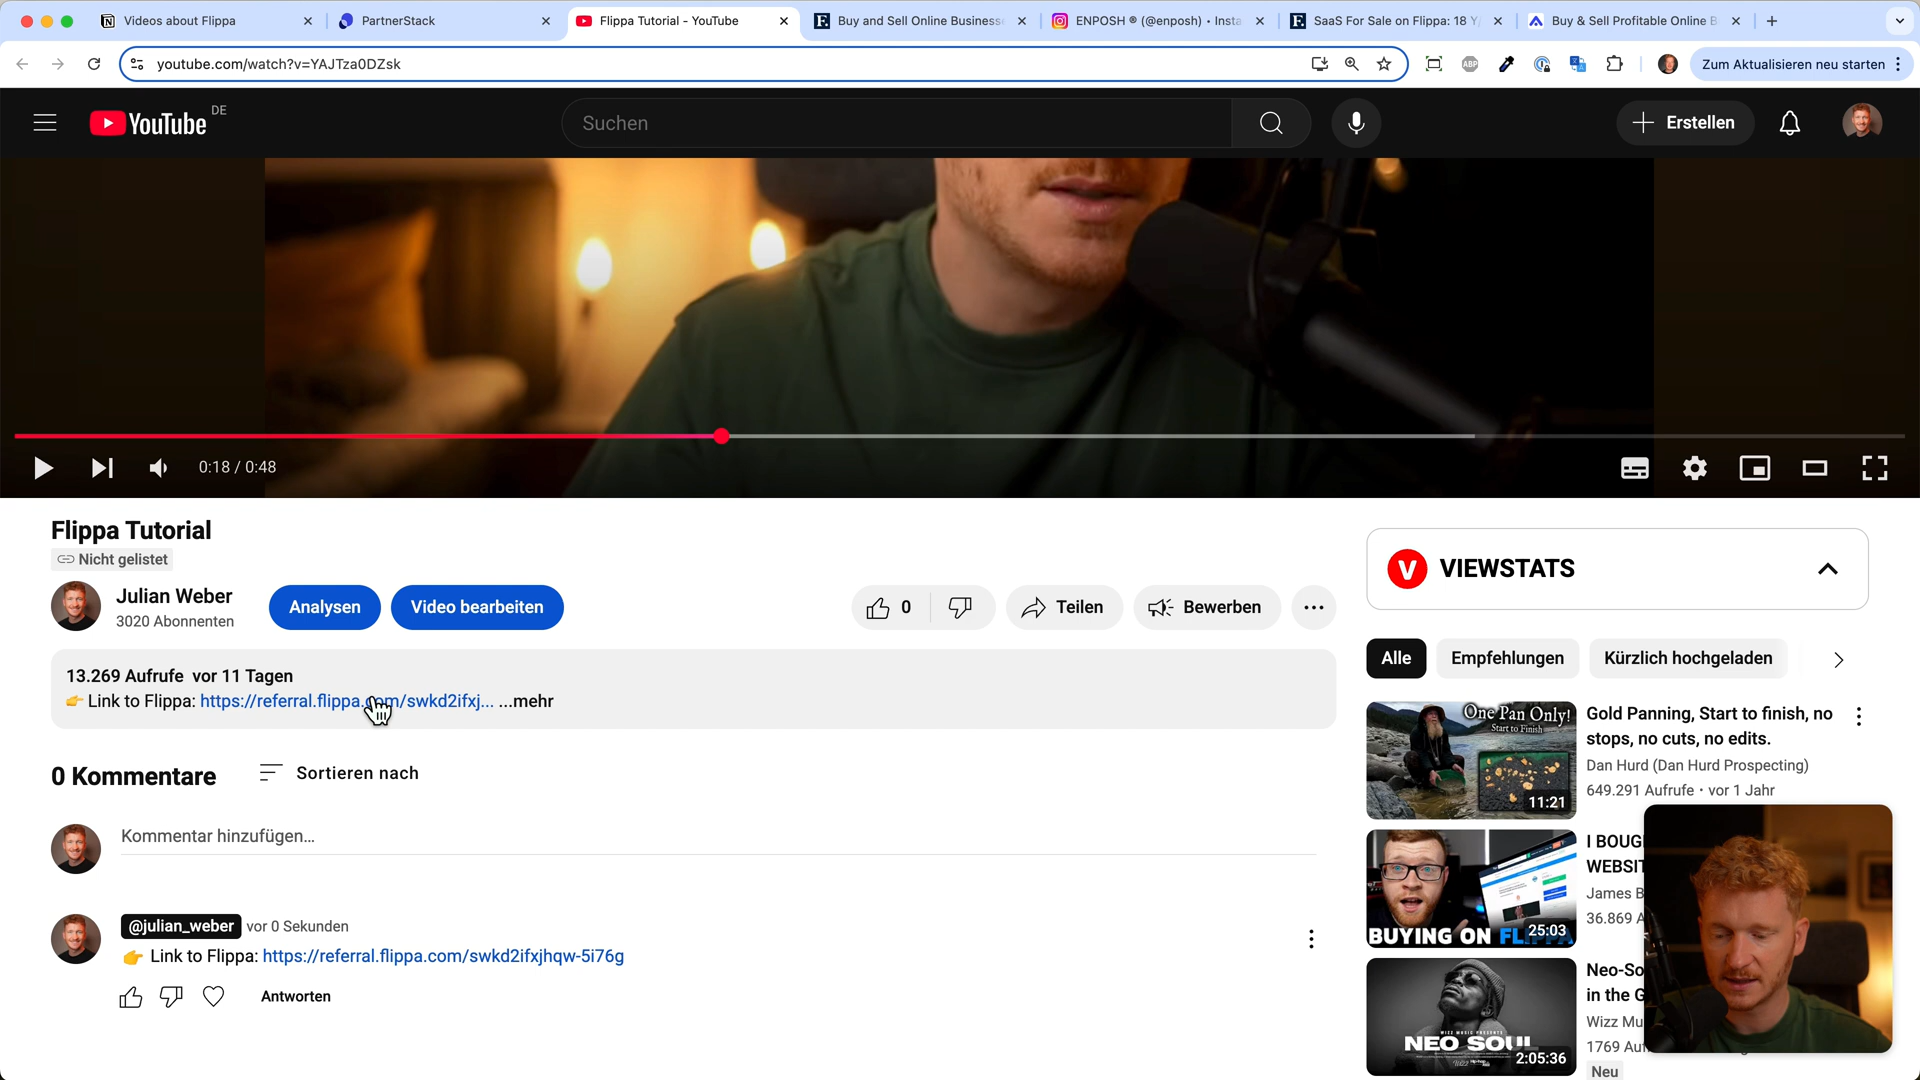 Videos about Flippa
PartnerStack
Flippa Tutorial - YouTube
Buy and Sell Online Business
ENPOSH ® (@enposh) • Insta
SaaS For Sale on Flippa: 18 Y
Buy & Sell Profitable Online B
youtube.com/watch?v=YAJTza0DZsk
ABP
Zum Aktualisieren neu starten
YouTube
DE
Suchen
Erstellen
0:18 / 0:48
Flippa Tutorial
Nicht gelistet
Julian Weber
3020 Abonnenten
Analysen
Video bearbeiten
0
Teilen
Bewerben
13.269 Aufrufe vor 11 Tagen
👉 Link to Flippa: https://referral.flippa.com/swkd2ifxj... ...mehr
0 Kommentare
Sortieren nach
Kommentar hinzufügen...
@julian_weber vor 0 Sekunden
👉 Link to Flippa: https://referral.flippa.com/swkd2ifxjhqw-5i76g
Antworten
V VIEWSTATS
Alle
Empfehlungen
Kürzlich hochgeladen
One Pan Only!
Start to Finish
11:21
Gold Panning, Start to finish, no
stops, no cuts, no edits.
Dan Hurd (Dan Hurd Prospecting)
649.291 Aufrufe • vor 1 Jahr
BUYING ON FLIPPA
25:03
I BOUG
WEBSIT
James B
36.869 A
WIZZ MUSIC PRESENTS
NEO SOUL
2:05:36
Neo-So
in the G
Wizz Mu
1769 Auf
Neu